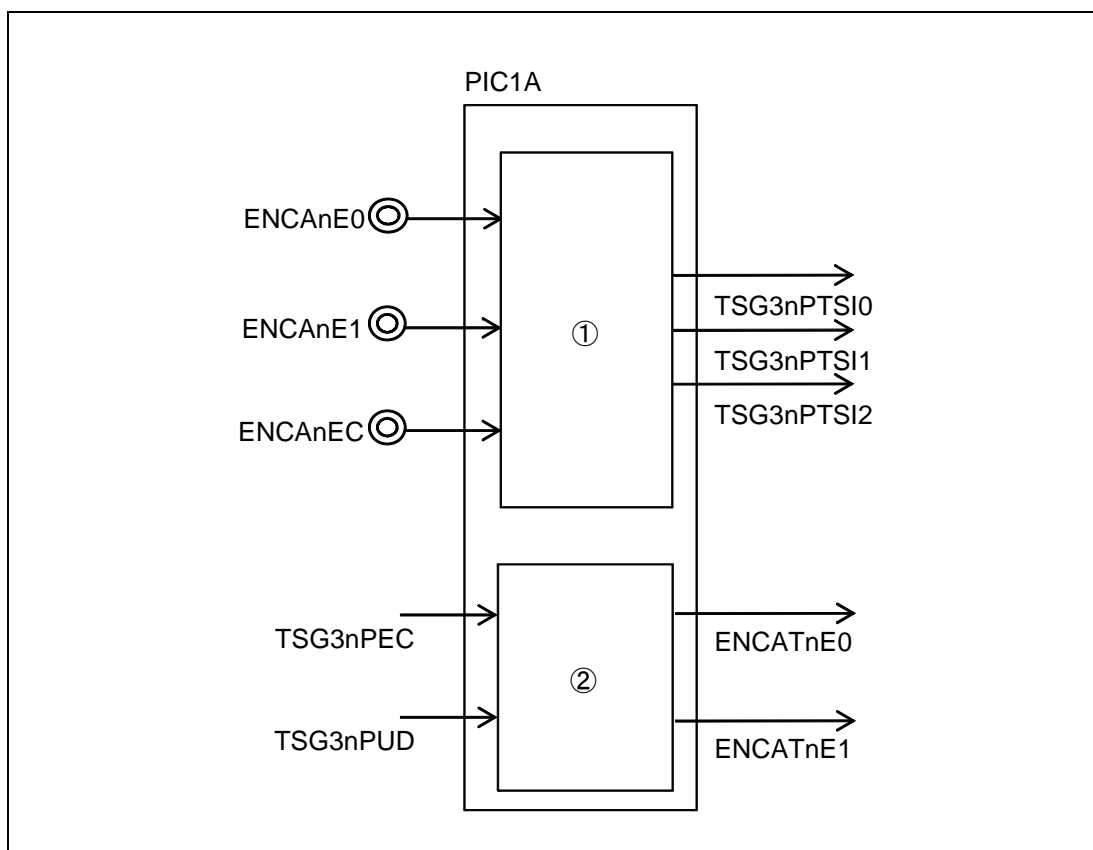 PIC1A
ENCAnE0
ENCAnE1
ENCAnEC
①
TSG3nPTSI0
TSG3nPTSI1
TSG3nPTSI2
TSG3nPEC
TSG3nPUD
②
ENCATnE0
ENCATnE1